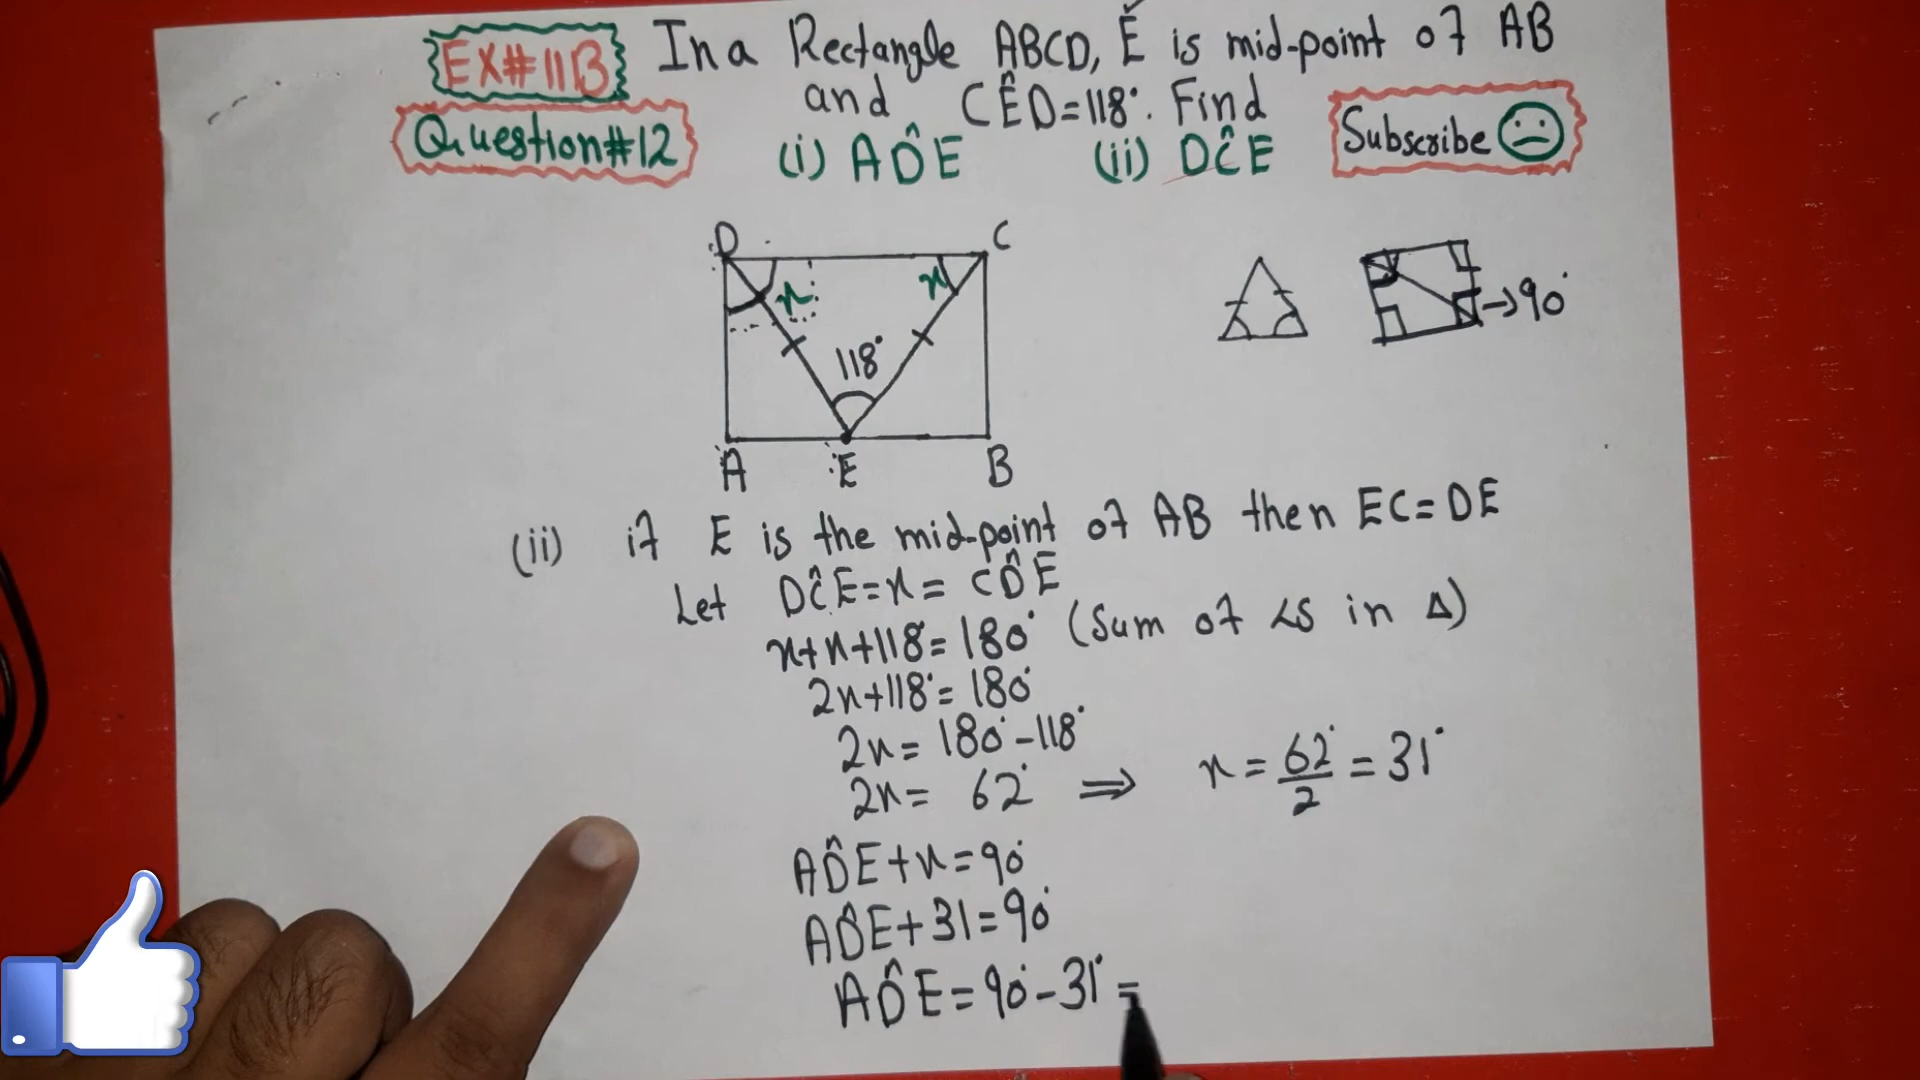 EX#11B
In a Rectangle ABCD, E is mid-point of AB
and CÊD=118°. Find
Question#12
(i) AD̂E (ii) DĈE
Subscribe
D C
x x
118°
→90°
A E B
(ii) if E is the mid-point of AB then EC=DE
Let DĈE=x= CD̂E
x+x+118°=180° (Sum of ∠s in Δ)
2x+118°=180°
2x= 180°-118°
2x= 62° ⇒ x=62°/2=31°
AD̂E+x=90°
AD̂E+31=90°
AD̂E=90°-31°=